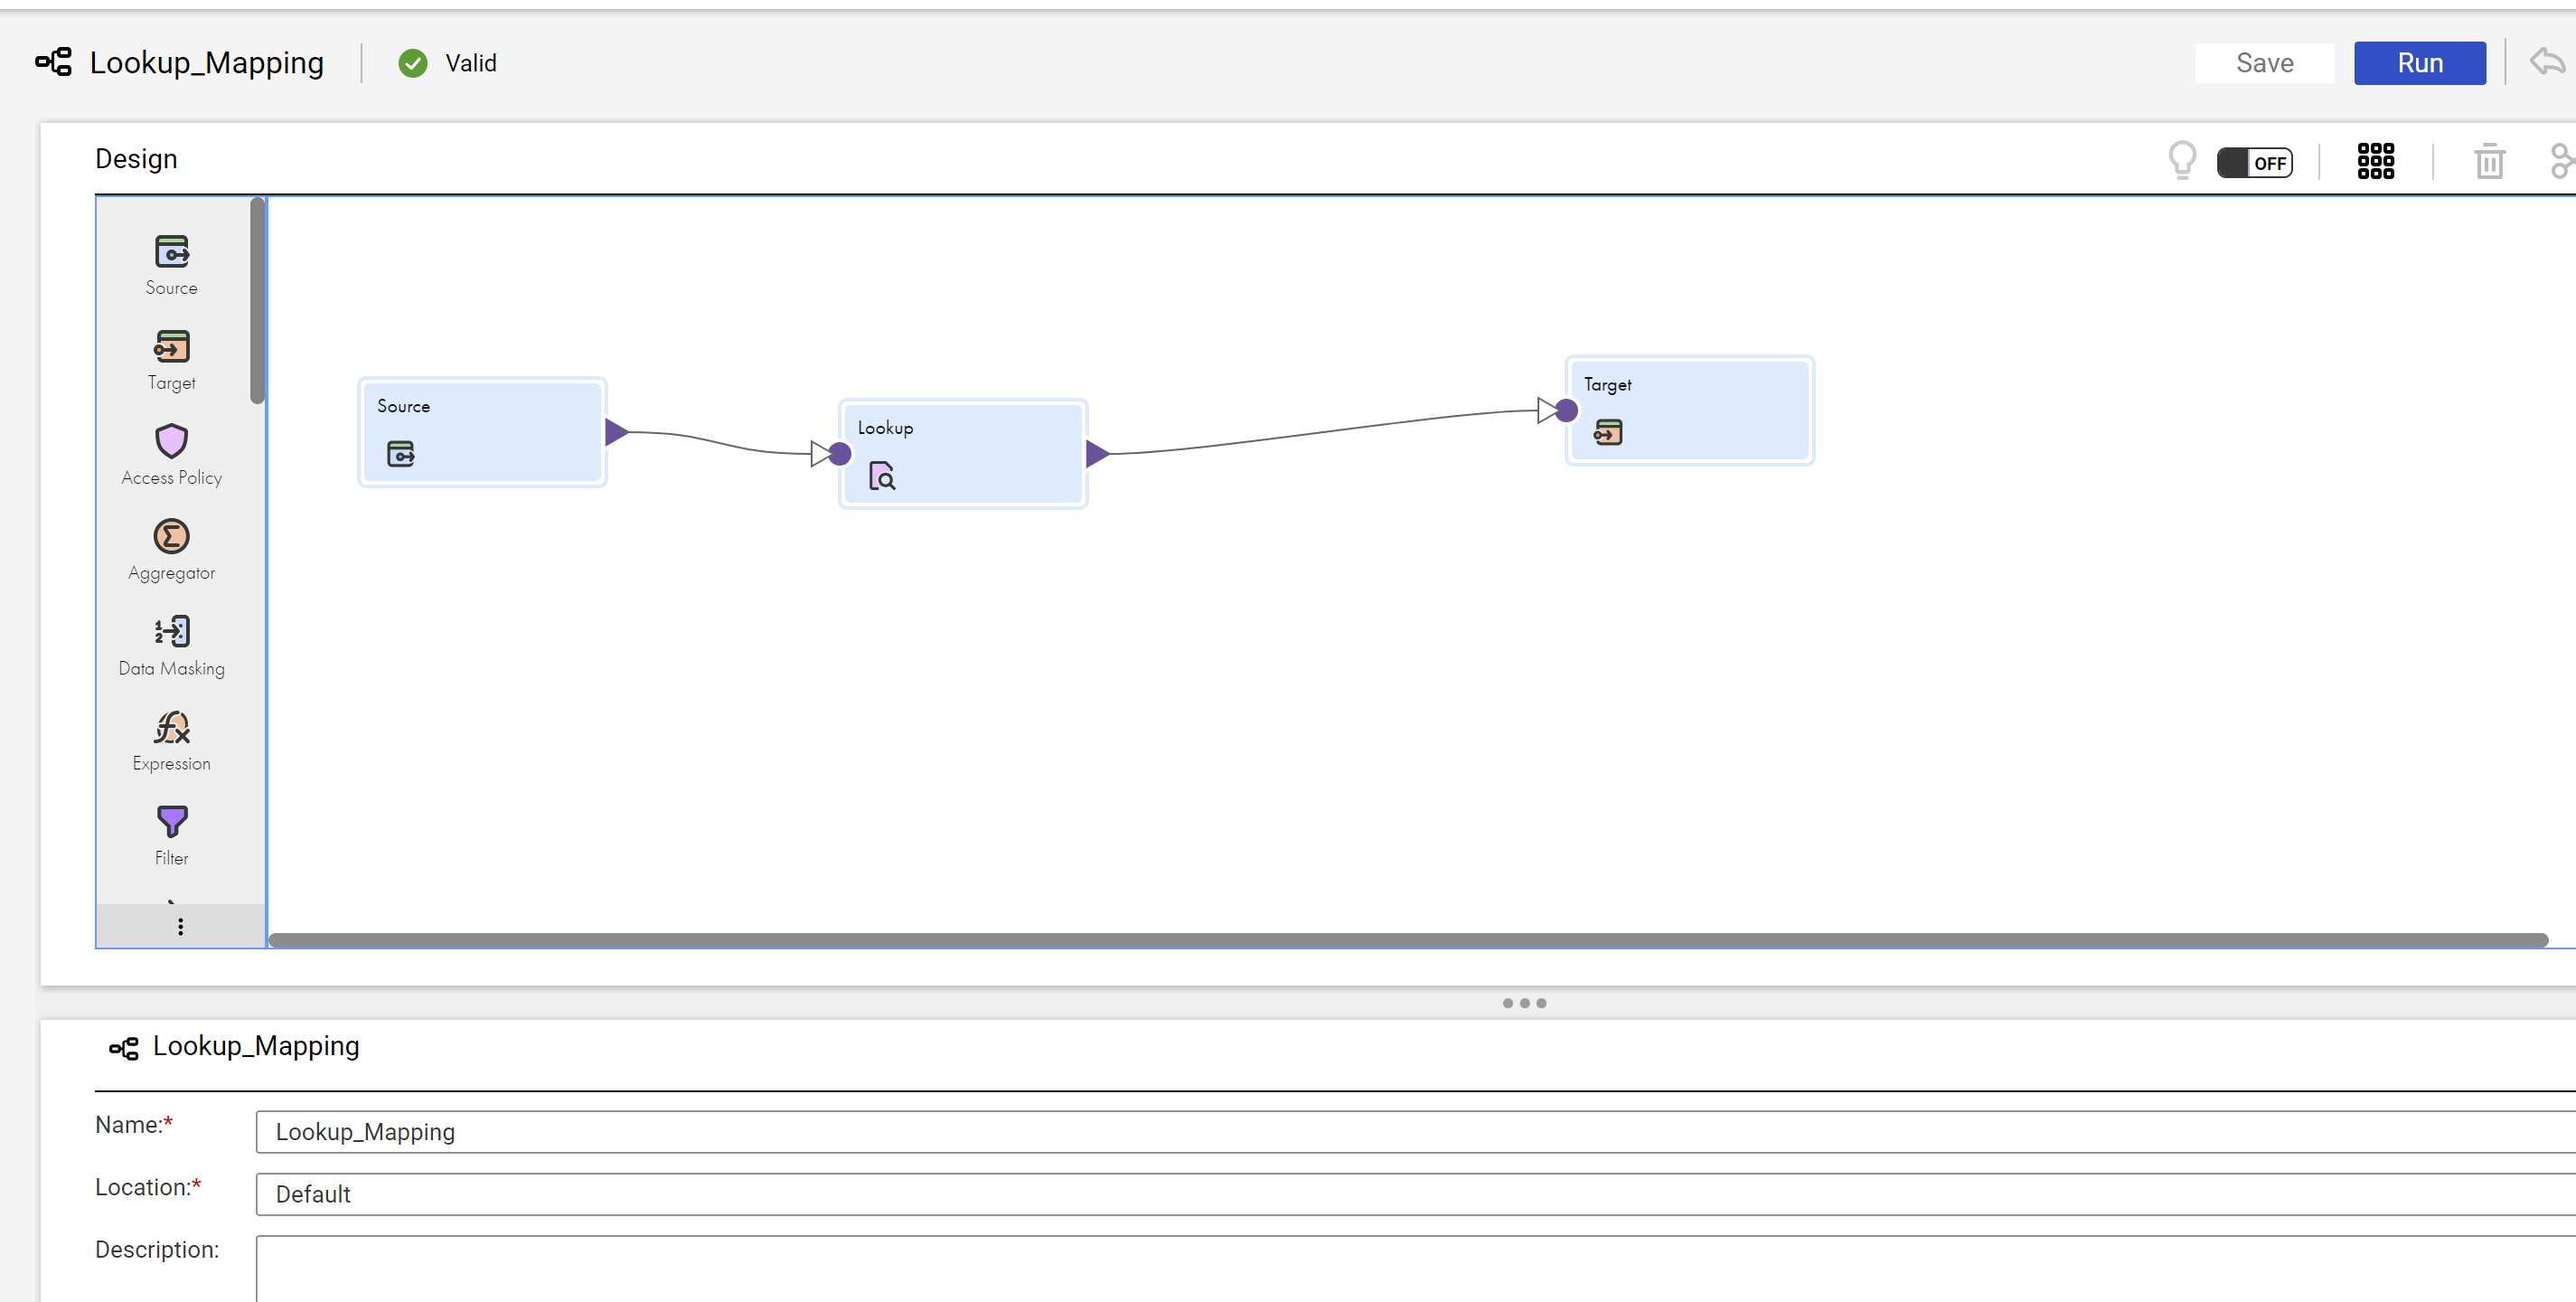 Lookup_Mapping
Valid
Save
Run
Design
OFF
Source
Target
Access Policy
Aggregator
Data Masking
Expression
Filter
Source
Lookup
Target
Lookup_Mapping
Name:*
Lookup_Mapping
Location:*
Default
Description: